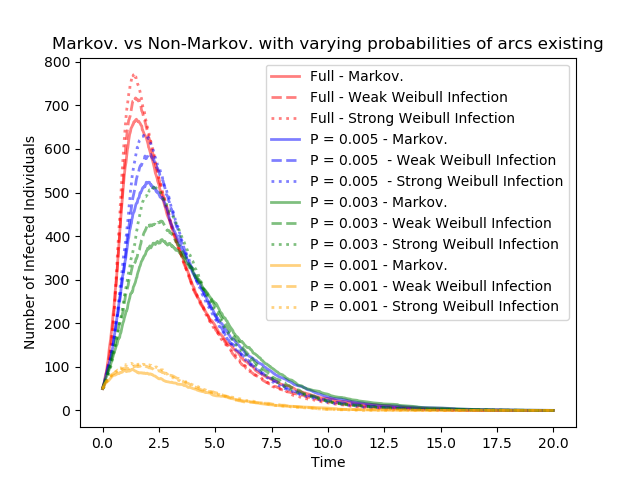 Markov. vs Non-Markov. with varying probabilities of arcs existing
800
700
600
500
400
300
200
100
0
Number of Infected Individuals
Full - Markov.
Full - Weak Weibull Infection
Full - Strong Weibull Infection
P = 0.005 - Markov.
P = 0.005  - Weak Weibull Infection
P = 0.005  - Strong Weibull Infection
P = 0.003 - Markov.
P = 0.003 - Weak Weibull Infection
P = 0.003 - Strong Weibull Infection
P = 0.001 - Markov.
P = 0.001 - Weak Weibull Infection
P = 0.001 - Strong Weibull Infection
0.0 2.5 5.0 7.5 10.0 12.5 15.0 17.5 20.0
Time